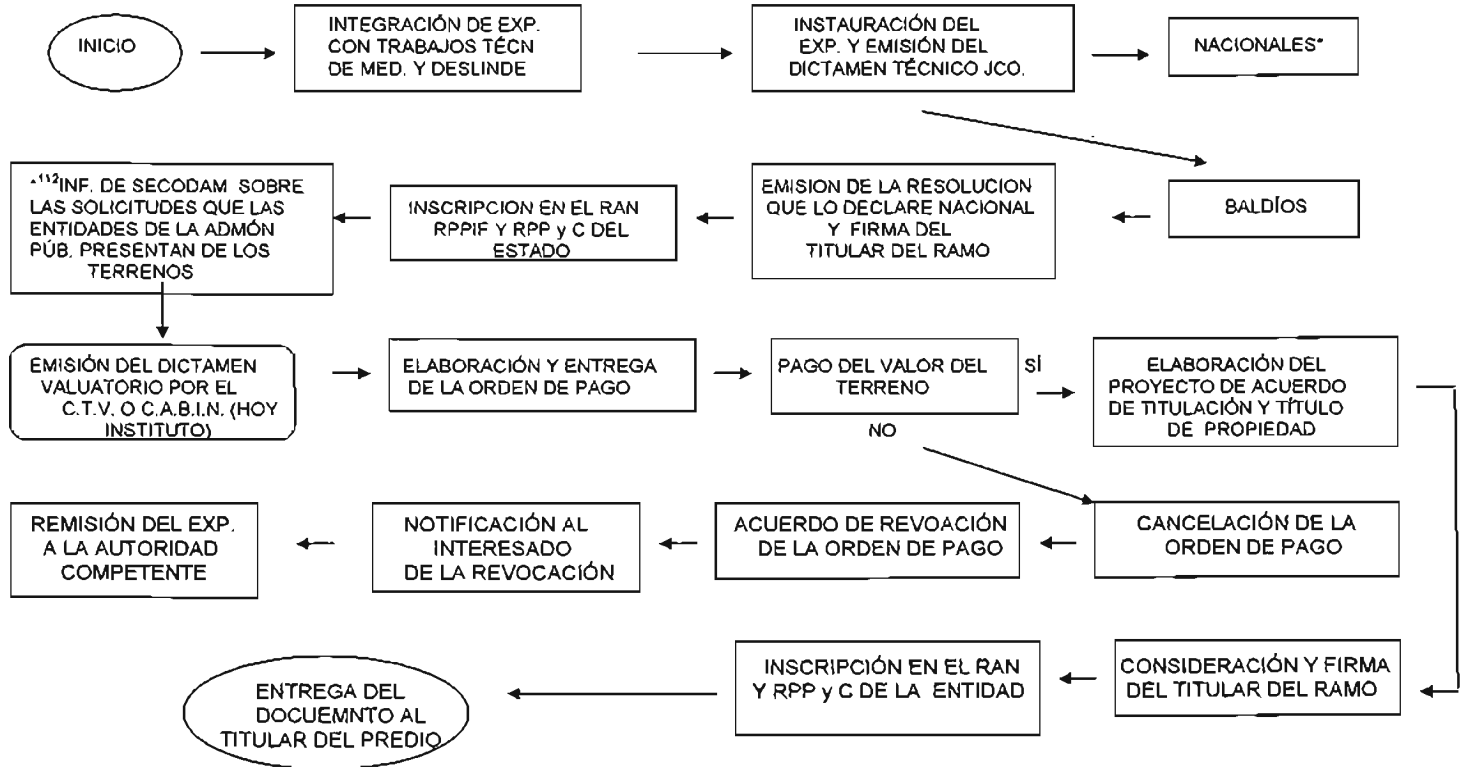 INICIO
INTEGRACIÓN DE EXP.
CON TRABAJOS TÉCN
DE MED. Y DESLINDE
INSTAURACIÓN DEL
EXP. Y EMISIÓN DEL
DICTAMEN TÉCNICO JCO.
NACIONALES*
*112INF. DE SECODAM SOBRE
LAS SOLICITUDES QUE LAS
ENTIDADES DE LA ADMÓN
PÚB. PRESENTAN DE LOS
TERRENOS
INSCRIPCION EN EL RAN
RPPIF Y RPP y C DEL
ESTADO
EMISION DE LA RESOLUCION
QUE LO DECLARE NACIONAL
Y FIRMA DEL
TITULAR DEL RAMO
BALDÍOS
EMISIÓN DEL DICTAMEN
VALUATORIO POR EL
C.T.V. O C.A.B.I.N. (HOY
INSTITUTO)
ELABORACIÓN Y ENTREGA
DE LA ORDEN DE PAGO
PAGO DEL VALOR DEL
TERRENO
SÍ
NO
ELABORACIÓN DEL
PROYECTO DE ACUERDO
DE TITULACIÓN Y TÍTULO
DE PROPIEDAD
REMISIÓN DEL EXP.
A LA AUTORIDAD
COMPETENTE
NOTIFICACIÓN AL
INTERESADO
DE LA REVOCACIÓN
ACUERDO DE REVOACIÓN
DE LA ORDEN DE PAGO
CANCELACIÓN DE LA
ORDEN DE PAGO
ENTREGA DEL
DOCUEMNTO AL
TITULAR DEL PREDIO
INSCRIPCIÓN EN EL RAN
Y RPP y C DE LA ENTIDAD
CONSIDERACIÓN Y FIRMA
DEL TITULAR DEL RAMO